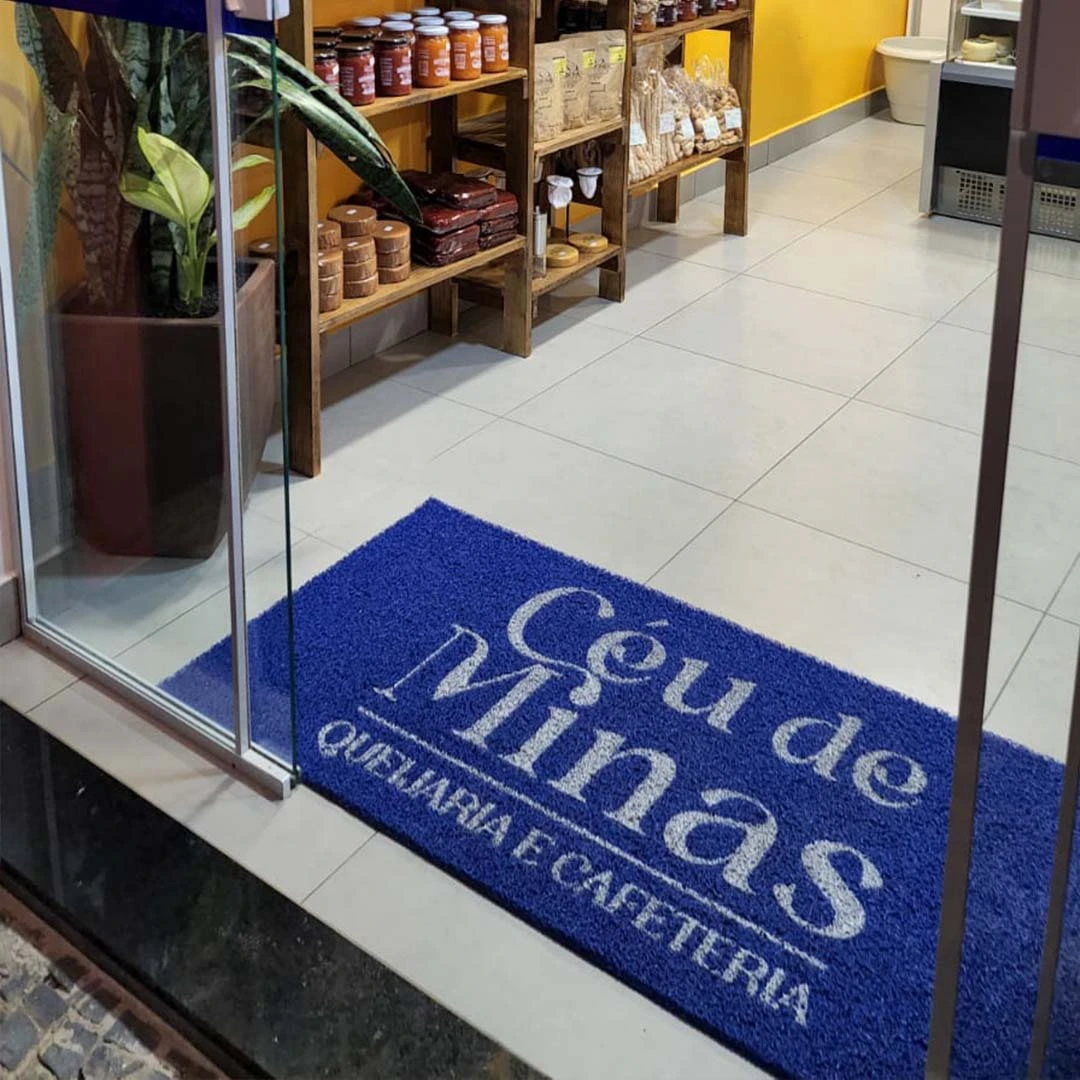 Céu de
Minas
QUEIJARIA E CAFETERIA